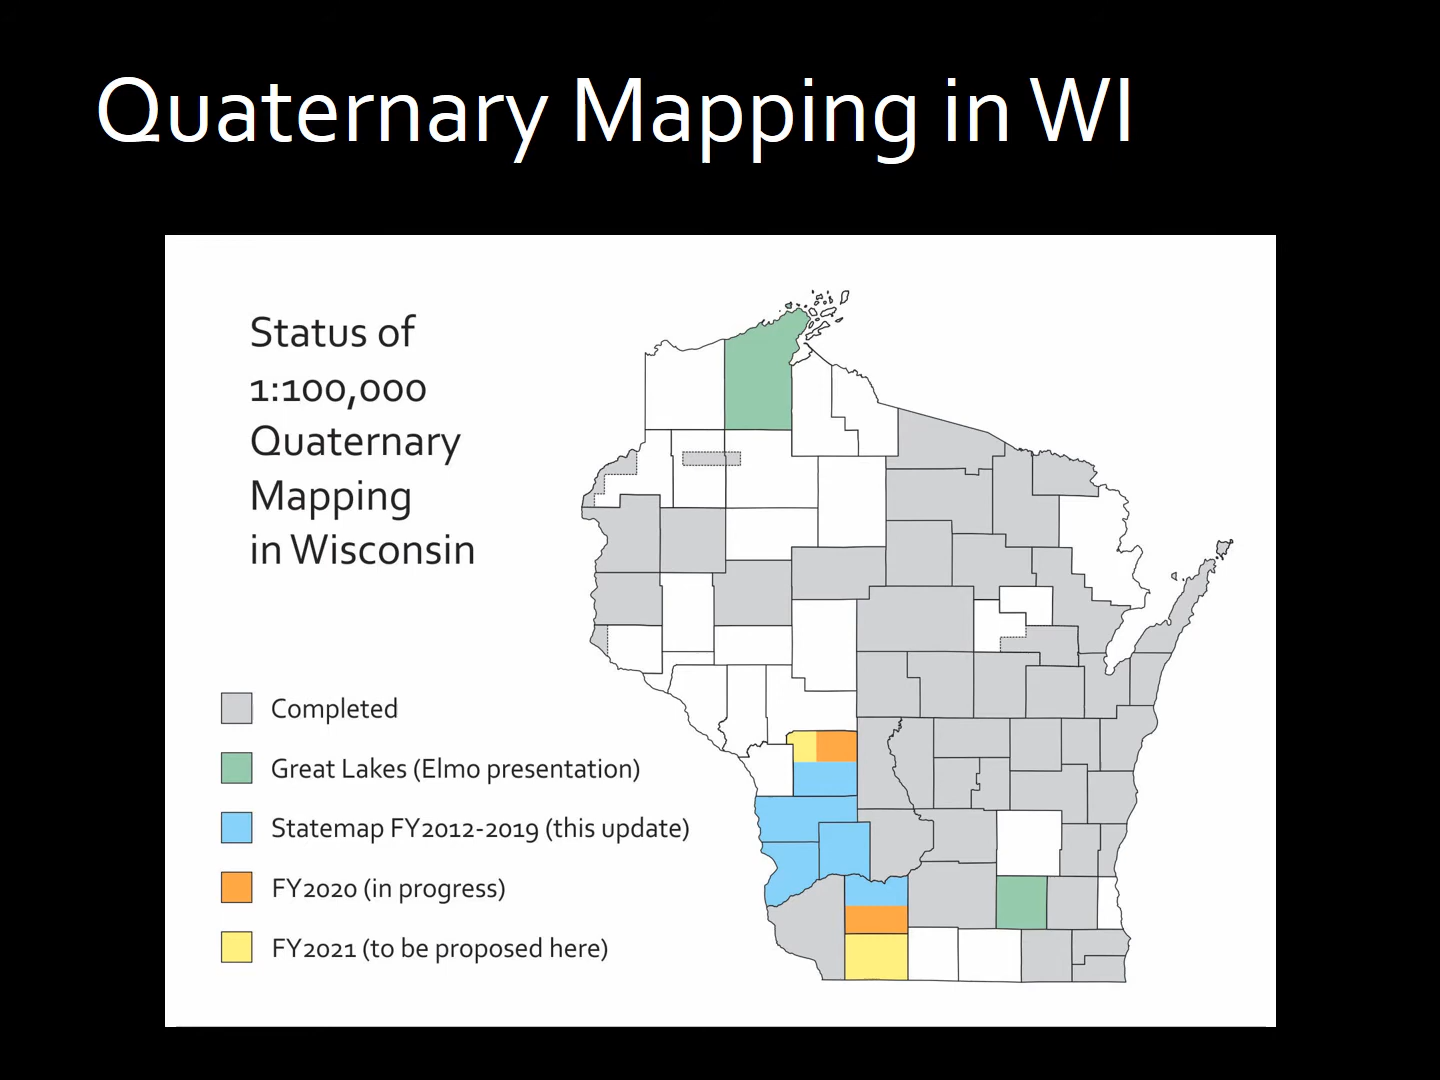 Quaternary Mapping in WI
Status of
1:100,000
Quaternary
Mapping
in Wisconsin
Completed
Great Lakes (Elmo presentation)
Statemap FY2012-2019 (this update)
FY2020 (in progress)
FY2021 (to be proposed here)